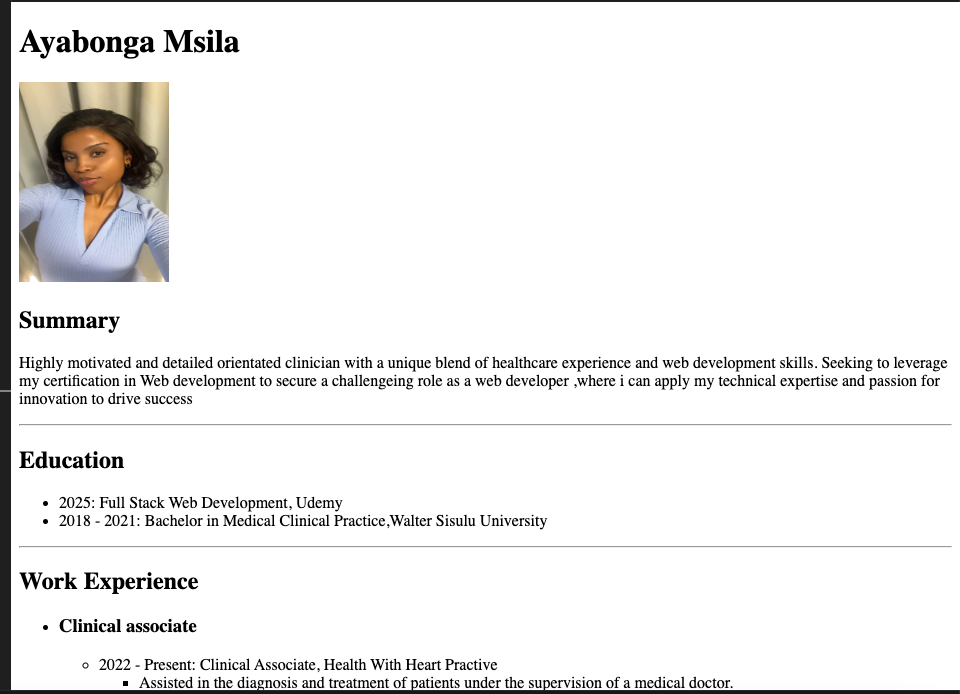 Ayabonga Msila
Summary
Highly motivated and detailed orientated clinician with a unique blend of healthcare experience and web development skills. Seeking to leverage
my certification in Web development to secure a challengeing role as a web developer ,where i can apply my technical expertise and passion for
innovation to drive success
Education
2025: Full Stack Web Development, Udemy
2018 - 2021: Bachelor in Medical Clinical Practice,Walter Sisulu University
Work Experience
Clinical associate
2022 - Present: Clinical Associate, Health With Heart Practive
Assisted in the diagnosis and treatment of patients under the supervision of a medical doctor.